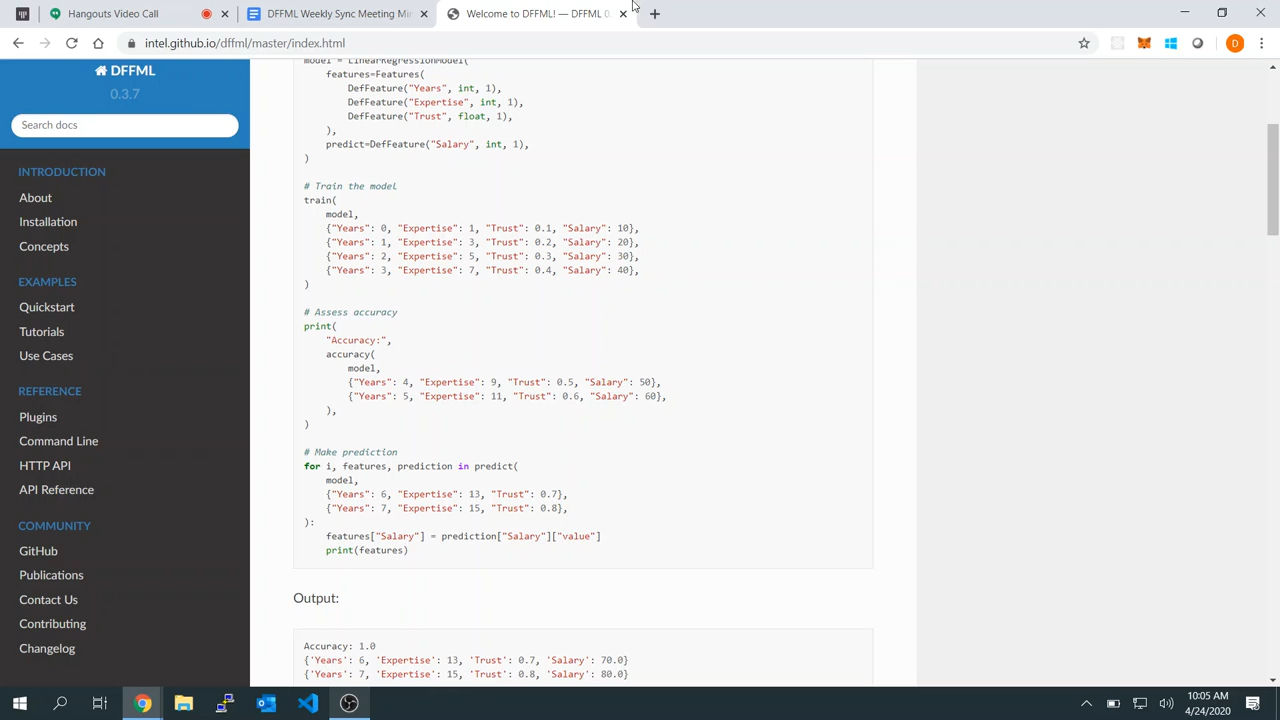 Hangouts Video Call
DFFML Weekly Sync Meeting Min
Welcome to DFFML! — DFFML 0.
intel.github.io/dffml/master/index.html
D
DFFML
0.3.7
Search docs
INTRODUCTION
About
Installation
Concepts
EXAMPLES
Quickstart
Tutorials
Use Cases
REFERENCE
Plugins
Command Line
HTTP API
API Reference
COMMUNITY
GitHub
Publications
Contact Us
Contributing
Changelog
model = LinearRegressionModel(
features=Features(
DefFeature("Years", int, 1),
DefFeature("Expertise", int, 1),
DefFeature("Trust", float, 1),
),
predict=DefFeature("Salary", int, 1),
)
# Train the model
train(
model,
{"Years": 0, "Expertise": 1, "Trust": 0.1, "Salary": 10},
{"Years": 1, "Expertise": 3, "Trust": 0.2, "Salary": 20},
{"Years": 2, "Expertise": 5, "Trust": 0.3, "Salary": 30},
{"Years": 3, "Expertise": 7, "Trust": 0.4, "Salary": 40},
)
# Assess accuracy
print(
"Accuracy:",
accuracy(
model,
{"Years": 4, "Expertise": 9, "Trust": 0.5, "Salary": 50},
{"Years": 5, "Expertise": 11, "Trust": 0.6, "Salary": 60},
),
)
# Make prediction
for i, features, prediction in predict(
model,
{"Years": 6, "Expertise": 13, "Trust": 0.7},
{"Years": 7, "Expertise": 15, "Trust": 0.8},
):
features["Salary"] = prediction["Salary"]["value"]
print(features)
Output:
Accuracy: 1.0
{'Years': 6, 'Expertise': 13, 'Trust': 0.7, 'Salary': 70.0}
{'Years': 7, 'Expertise': 15, 'Trust': 0.8, 'Salary': 80.0}
10:05 AM
4/24/2020